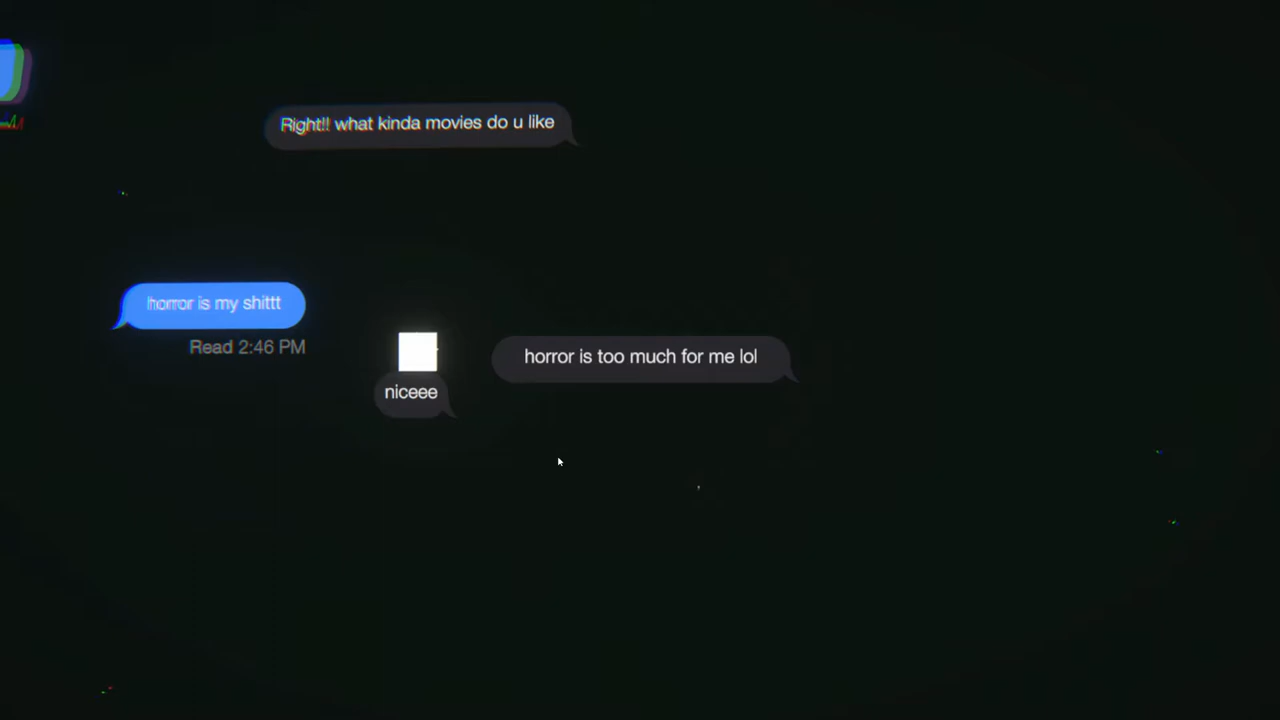 Right!! what kinda movies do u like
horror is my shittt
Read 2:46 PM
horror is too much for me lol
niceee